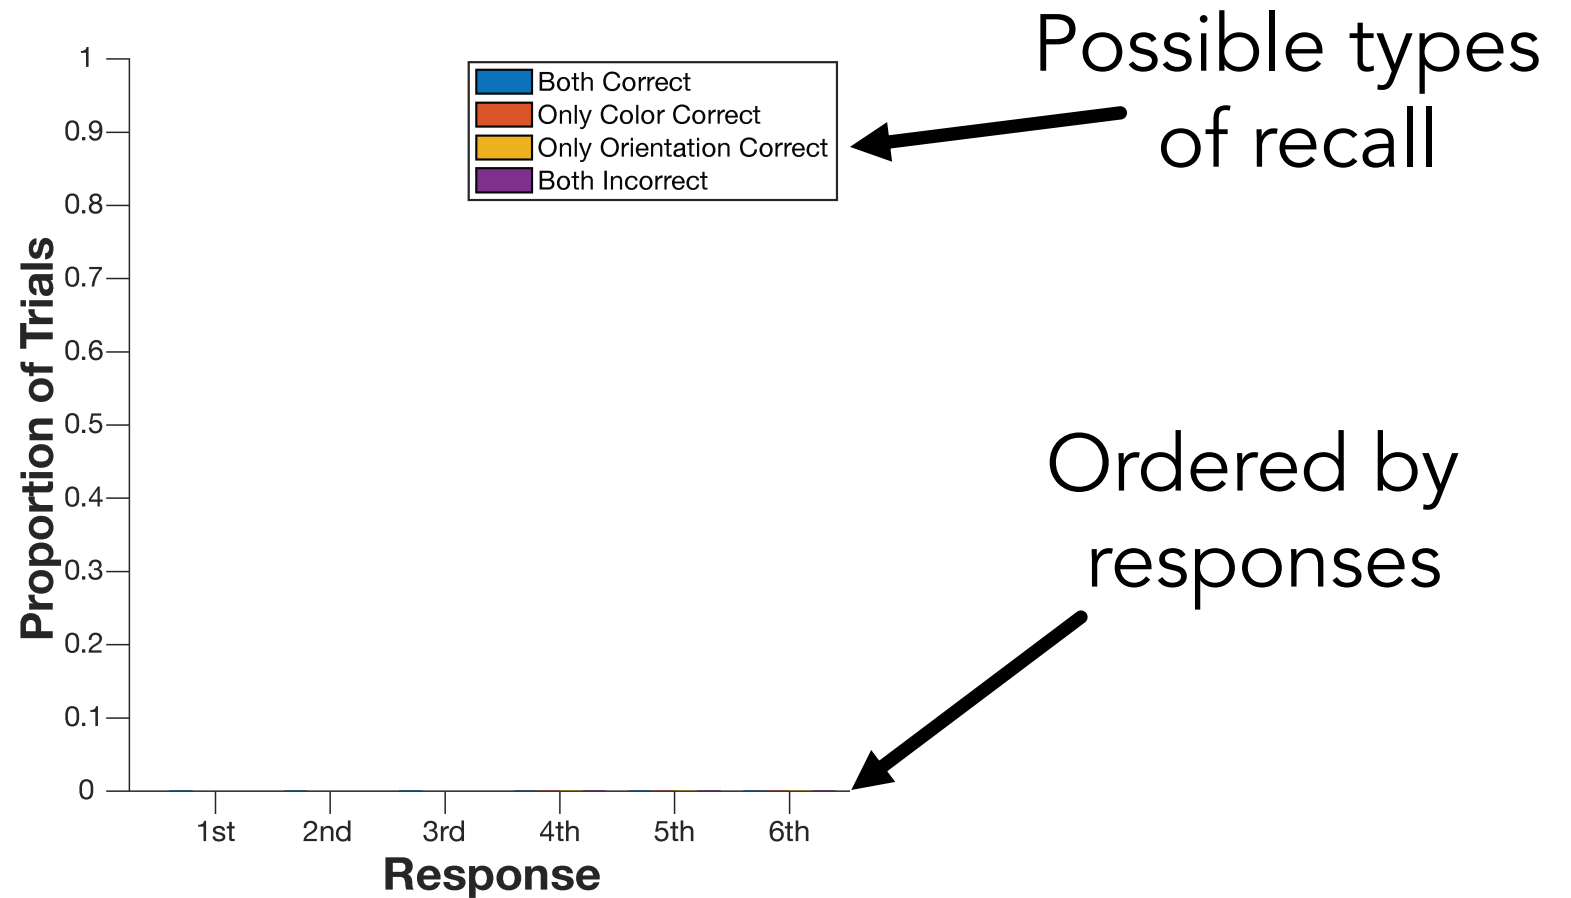 Possible types
of recall
1
0.9
0.8
0.7
0.6
0.5
0.4
0.3
0.2
0.1
0
Proportion of Trials
Both Correct
Only Color Correct
Only Orientation Correct
Both Incorrect
Ordered by
responses
1st 2nd 3rd 4th 5th 6th
Response